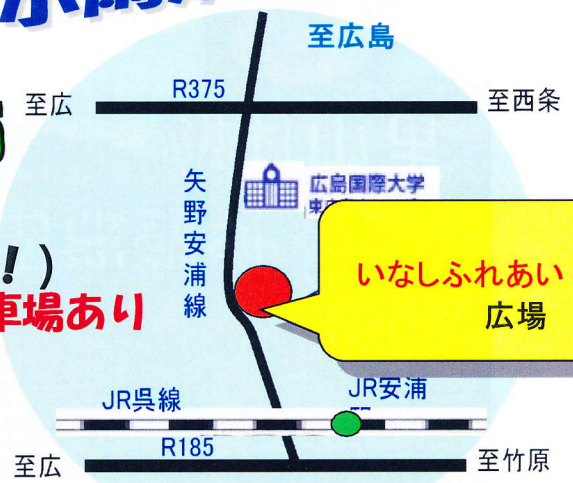 至広島
至広
R375
至西条
矢野安浦線
広島国際大学
いなしふれあい
広場
！）
車場あり
JR呉線
JR安浦
至広
R185
至竹原